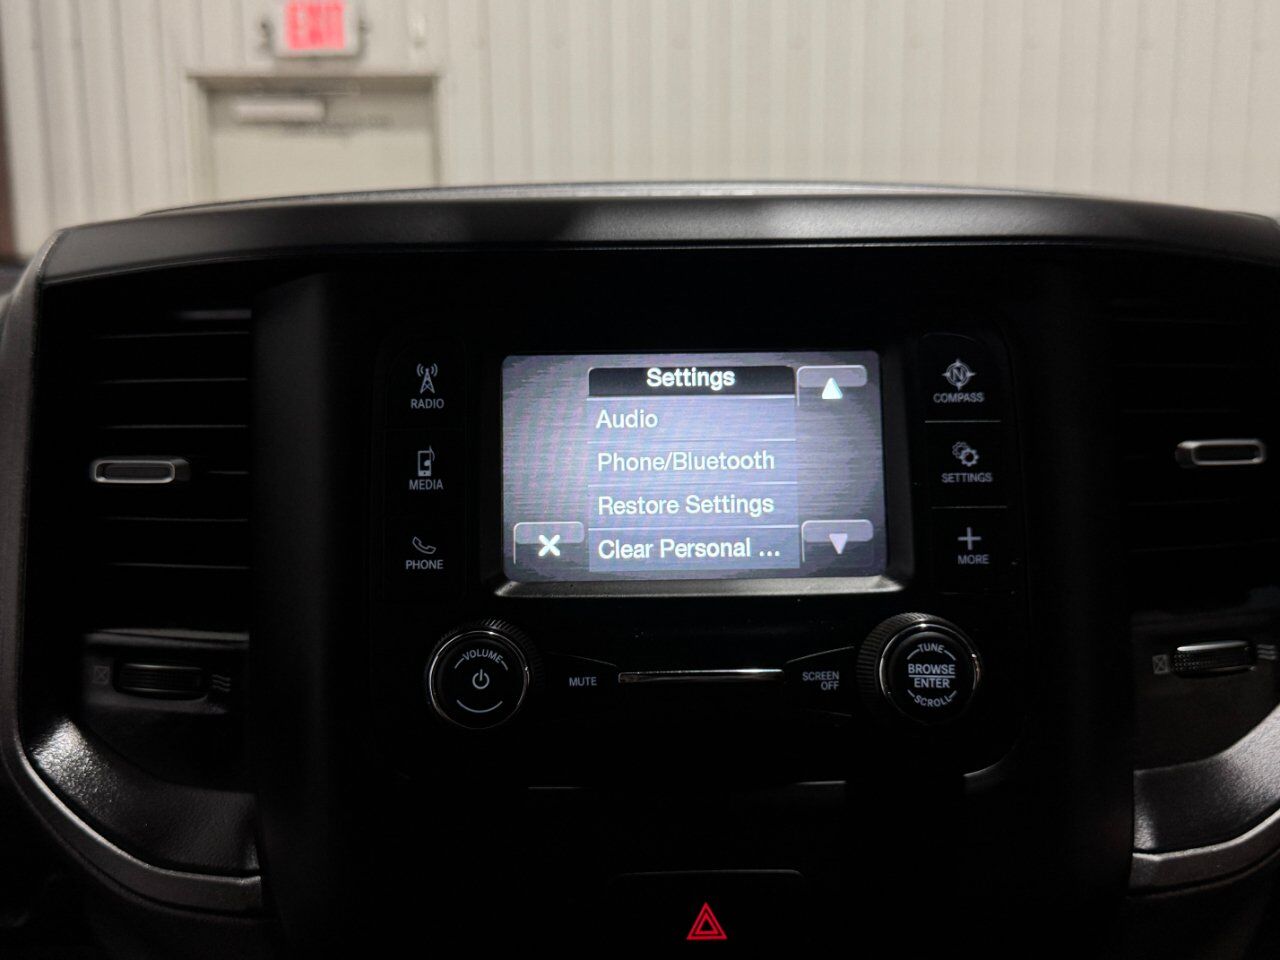 EXIT
Settings
Audio
Phone/Bluetooth
Restore Settings
Clear Personal ...
RADIO
MEDIA
PHONE
N
COMPASS
SETTINGS
MORE
VOLUME
MUTE
SCREEN
OFF
TUNE
BROWSE
ENTER
SCROLL